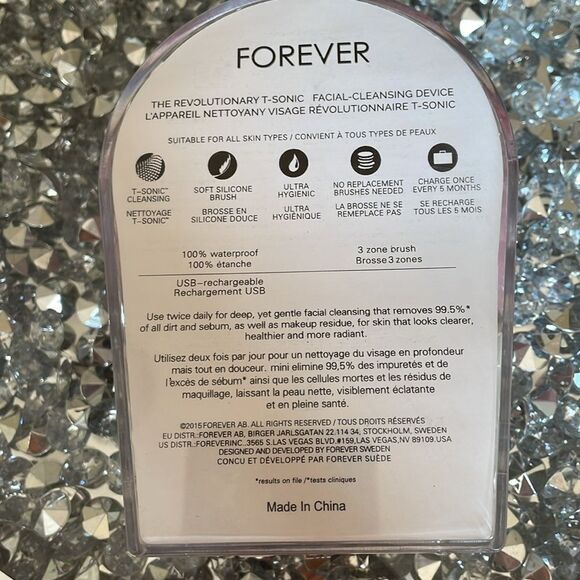 FOREVER
THE REVOLUTIONARY T-SONIC FACIAL-CLEANSING DEVICE
L'APPAREIL NETTOYANY VISAGE RÉVOLUTIONNAIRE T-SONIC
SUITABLE FOR ALL SKIN TYPES / CONVIENT À TOUS TYPES DE PEAUX
T-SONIC™ CLEANSING
NETTOYAGE T-SONIC™
SOFT SILICONE BRUSH
BROSSE EN SILICONE DOUCE
ULTRA HYGIENIC
ULTRA HYGIÉNIQUE
NO REPLACEMENT BRUSHES NEEDED
LA BROSSE NE SE REMPLACE PAS
CHARGE ONCE EVERY 5 MONTHS
SE RECHARGE TOUS LES 5 MOIS
100% waterproof
100% étanche
3 zone brush
Brosse 3 zones
USB-rechargeable
Rechargement USB
Use twice daily for deep, yet gentle facial cleansing that removes 99.5%*
of all dirt and sebum, as well as makeup residue, for skin that looks clearer,
healthier and more radiant.
Utilisez deux fois par jour pour un nettoyage du visage en profondeur
mais tout en douceur. mini elimine 99,5% des impuretés et de
l'excès de sébum* ainsi que les cellules mortes et les résidus de
maquillage, laissant la peau nette, visiblement éclatante
et en pleine santé.
©2015 FOREVER AB. ALL RIGHTS RESERVED / TOUS DROITS RÉSERVÉS
EU DISTR.:FOREVER AB, BIRGER JARLSGATAN 22.114 34, STOCKHOLM, SWEDEN
US DISTR.:FOREVERINC..3565 S.LAS VEGAS BLVD.#159,LAS VEGAS,NV 89109.USA
DESIGNED AND DEVELOPED BY FOREVER SWEDEN
CONCU ET DÉVELOPPÉ PAR FOREVER SUÈDE
*results on file /*tests cliniques
Made In China